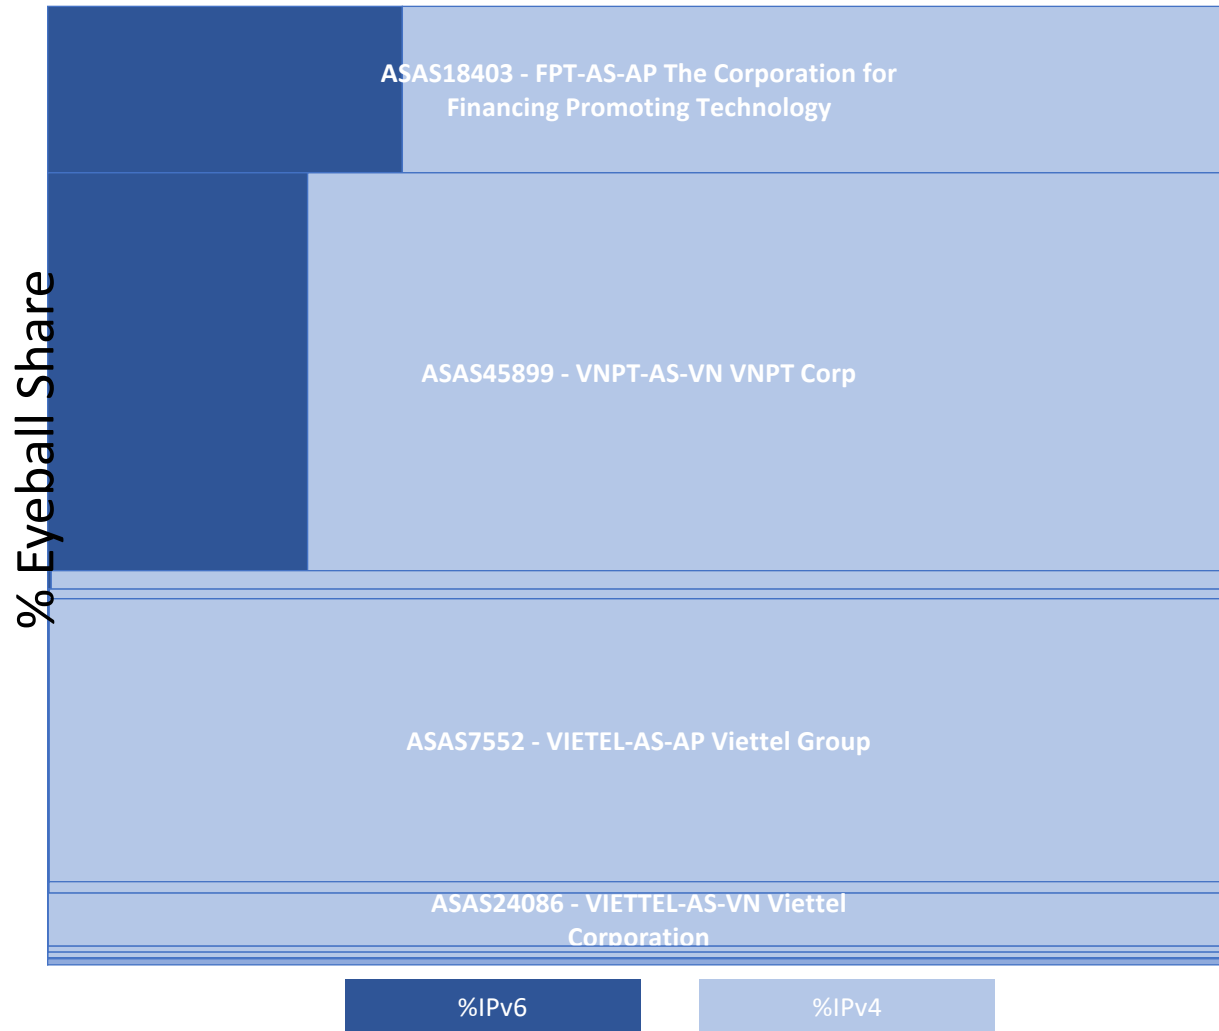 ASAS18403 - FPT-AS-AP The Corporation for
Financing Promoting Technology
% Eyeball Share
ASAS45899 - VNPT-AS-VN VNPT Corp
ASAS7552 - VIETEL-AS-AP Viettel Group
ASAS24086 - VIETTEL-AS-VN Viettel
Corporation
%IPv6
%IPv4